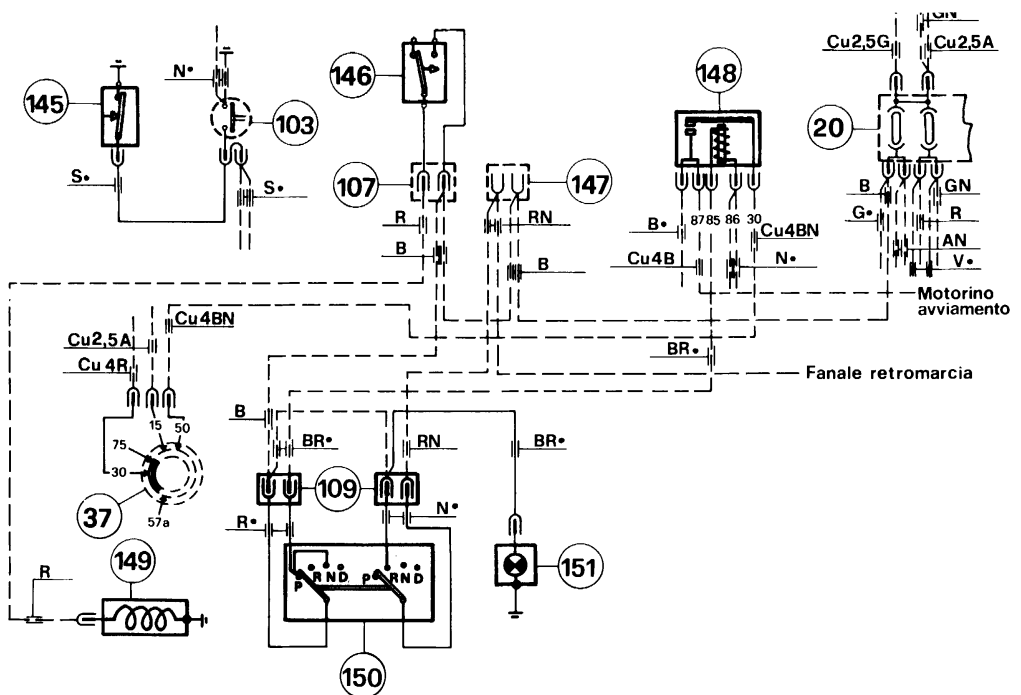 GN
Cu2,5G
Cu2,5A
N•
146
148
145
103
20
107
147
S•
S•
R
RN
B
B
B•
87 85 86 30
Cu4BN
Cu4B
N•
B
GN
G•
R
AN
V•
Motorino
avviamento
Cu4BN
Cu2,5A
Cu4R
BR•
Fanale retromarcia
B
BR•
RN
BR•
15 50
75
30
37
57a
109
R•
N•
R
149
P R N D
P R N D
151
150